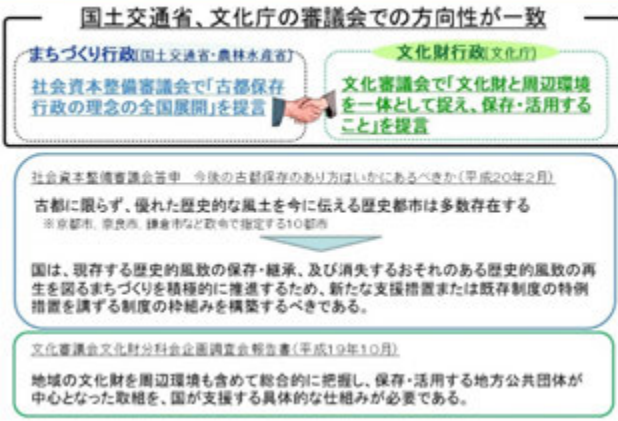 国土交通省、文化庁の審議会での方向性が一致
まちづくり行政(国土交通省・農林水産省)
社会資本整備審議会で「古都保存
行政の理念の全国展開」を提言
文化財行政(文化庁)
文化審議会で「文化財と周辺環境
を一体として捉え、保存・活用する
こと」を提言
社会資本整備審議会答申　今後の古都保存のあり方はいかにあるべきか(平成20年2月)
古都に限らず、優れた歴史的な風土を今に伝える歴史都市は多数存在する
※京都市、奈良市、鎌倉市など政令で指定する10都市
国は、現存する歴史的風致の保存・継承、及び消失するおそれのある歴史的風致の再
生を図るまちづくりを積極的に推進するため、新たな支援措置または既存制度の特例
措置を講ずる制度の枠組みを構築するべきである。
文化審議会文化財分科会企画調査会報告書(平成19年10月)
地域の文化財を周辺環境も含めて総合的に把握し、保存・活用する地方公共団体が
中心となった取組を、国が支援する具体的な仕組みが必要である。